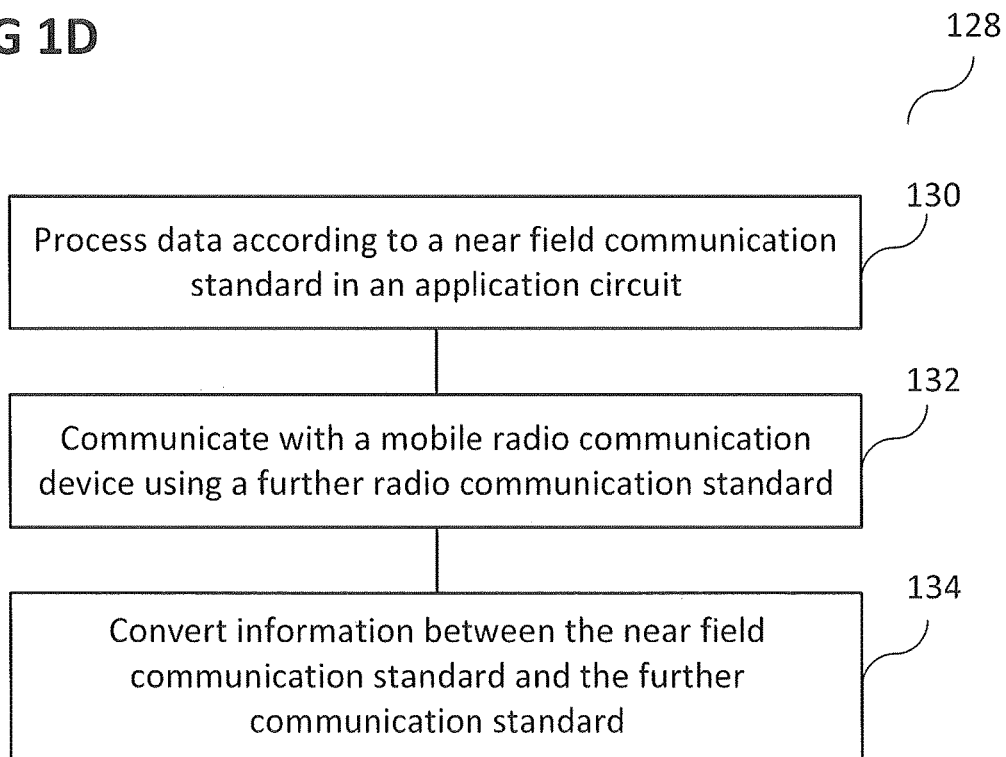 G 1D
128
130
Process data according to a near field communication
standard in an application circuit
132
Communicate with a mobile radio communication
device using a further radio communication standard
134
Convert information between the near field
communication standard and the further
communication standard